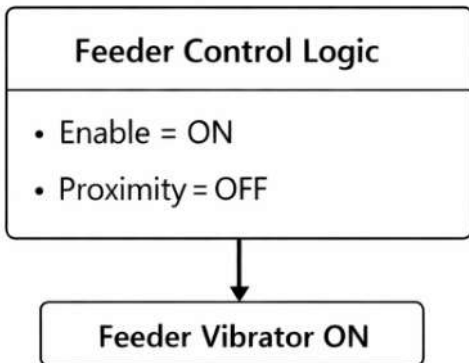 Feeder Control Logic
• Enable = ON
• Proximity = OFF
Feeder Vibrator ON